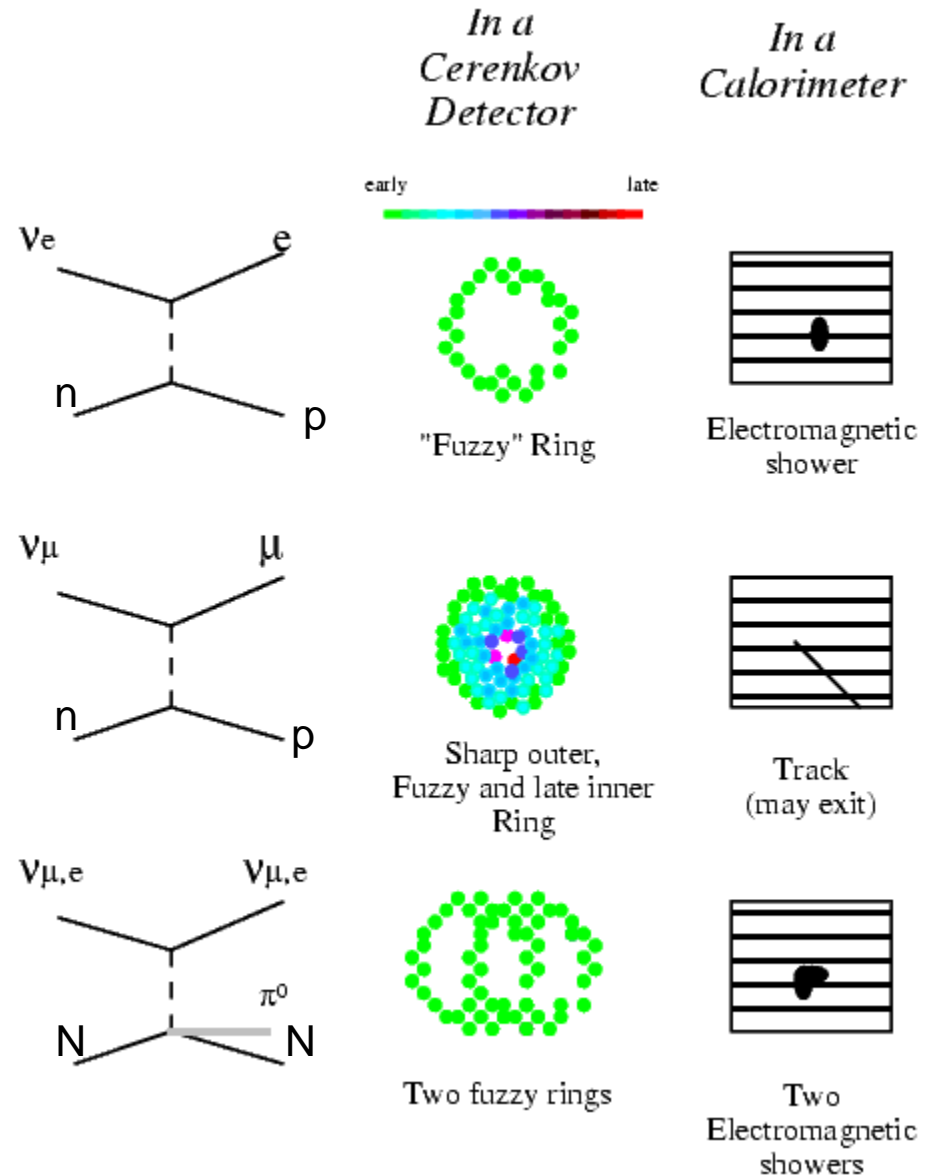 In a
Cerenkov
Detector
In a
Calorimeter
early late
νe e
n p
"Fuzzy" Ring
Electromagnetic
shower
νμ μ
n p
Sharp outer,
Fuzzy and late inner
Ring
Track
(may exit)
νμ,e νμ,e
π⁰
N N
Two fuzzy rings
Two
Electromagnetic
showers